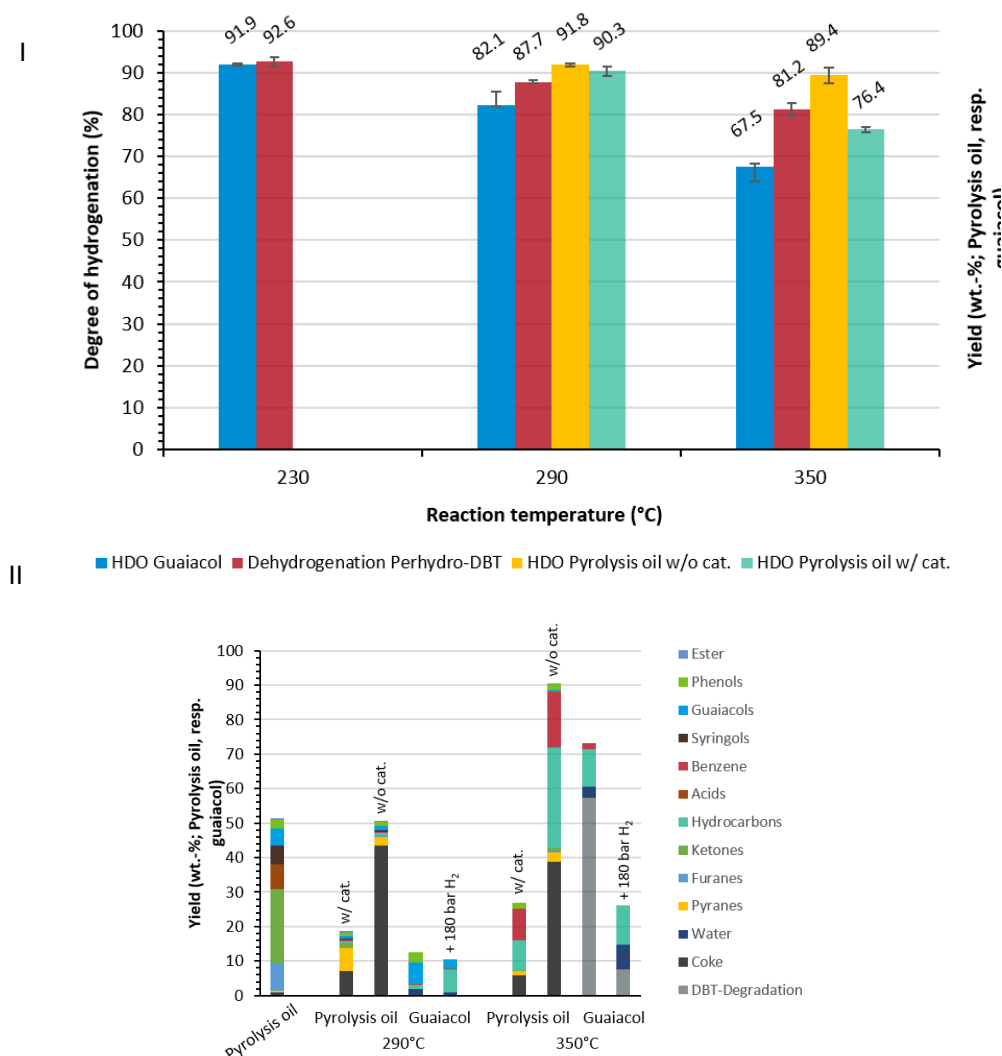 I
Degree of hydrogenation (%)
100
90
80
70
60
50
40
30
20
10
0
91.9
92.6
82.1
87.7
91.8
90.3
67.5
81.2
89.4
76.4
230
290
350
Reaction temperature (°C)
Yield (wt.-%; Pyrolysis oil, resp.
guaiacol)
HDO Guaiacol
Dehydrogenation Perhydro-DBT
HDO Pyrolysis oil w/o cat.
HDO Pyrolysis oil w/ cat.
II
Yield (wt.-%; Pyrolysis oil, resp.
guaiacol)
100
90
80
70
60
50
40
30
20
10
0
w/ cat.
w/o cat.
+ 180 bar H₂
w/ cat.
w/o cat.
+ 180 bar H₂
Pyrolysis oil
Pyrolysis oil
Guaiacol
Pyrolysis oil
Guaiacol
290°C
350°C
Ester
Phenols
Guaiacols
Syringols
Benzene
Acids
Hydrocarbons
Ketones
Furanes
Pyranes
Water
Coke
DBT-Degradation